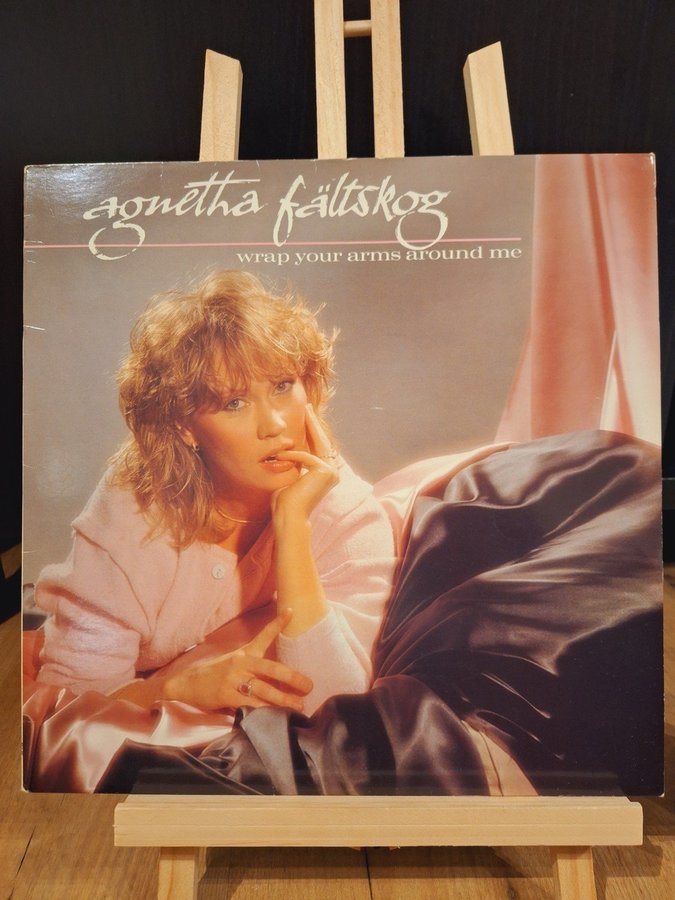 agnetha fältskog
wrap your arms around me